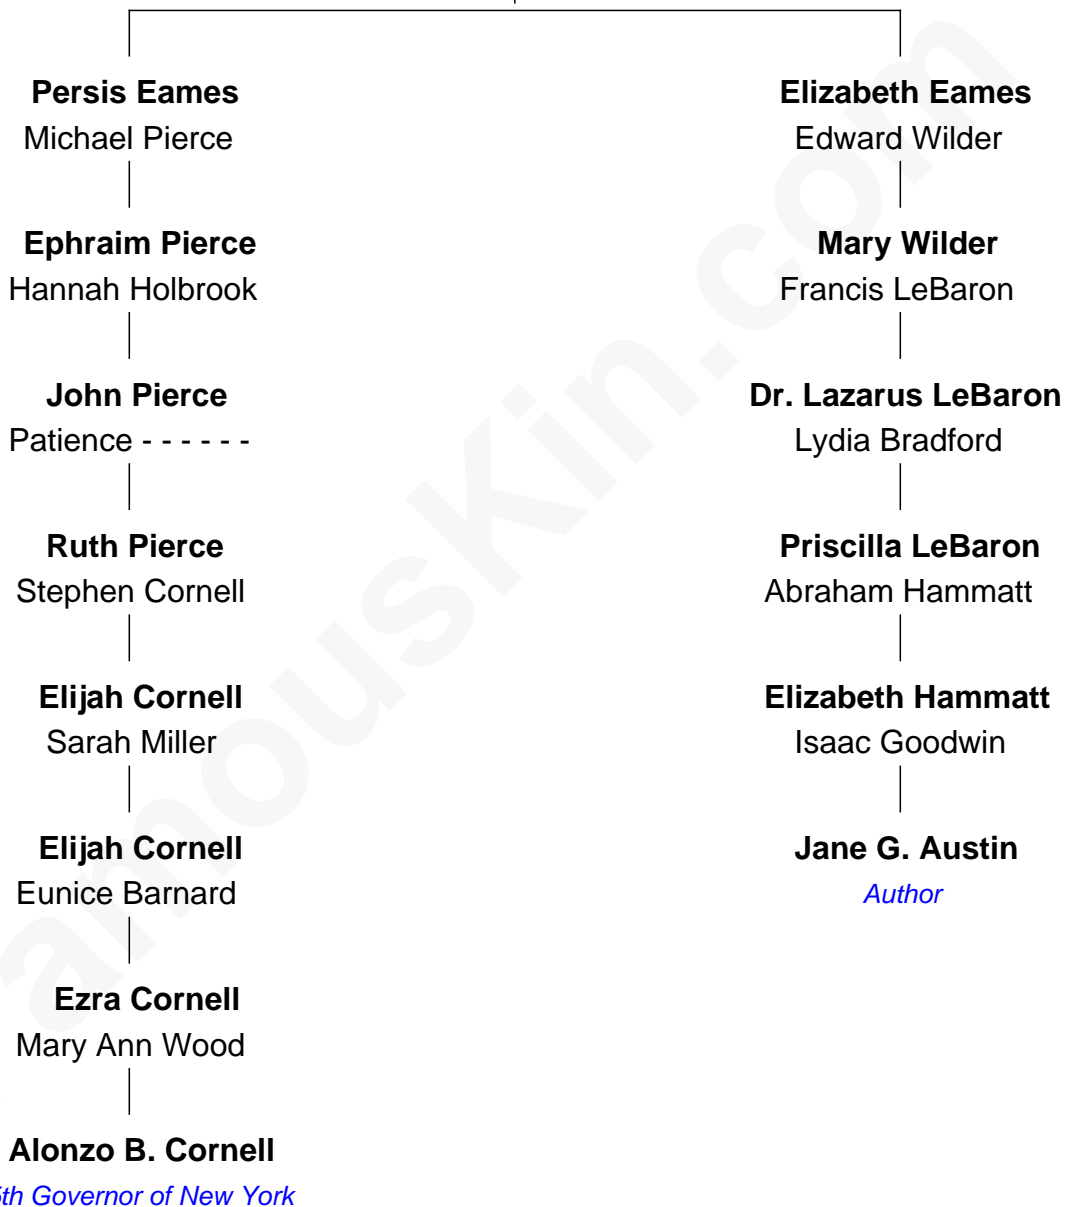 Persis Eames
Michael Pierce
Ephraim Pierce
Hannah Holbrook
John Pierce
Patience - - - - - -
Ruth Pierce
Stephen Cornell
Elijah Cornell
Sarah Miller
Elijah Cornell
Eunice Barnard
Ezra Cornell
Mary Ann Wood
Alonzo B. Cornell
5th Governor of New York
Elizabeth Eames
Edward Wilder
Mary Wilder
Francis LeBaron
Dr. Lazarus LeBaron
Lydia Bradford
Priscilla LeBaron
Abraham Hammatt
Elizabeth Hammatt
Isaac Goodwin
Jane G. Austin
Author
amouskin.com